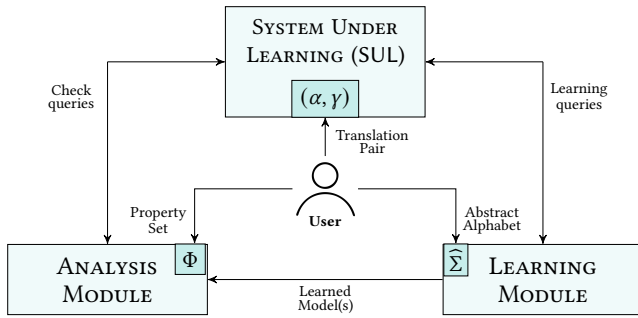 SYSTEM UNDER
LEARNING (SUL)
(α, γ)
Check
queries
Learning
queries
Translation
Pair
User
Property
Set
Abstract
Alphabet
Φ
Σ̂
ANALYSIS
MODULE
LEARNING
MODULE
Learned
Model(s)